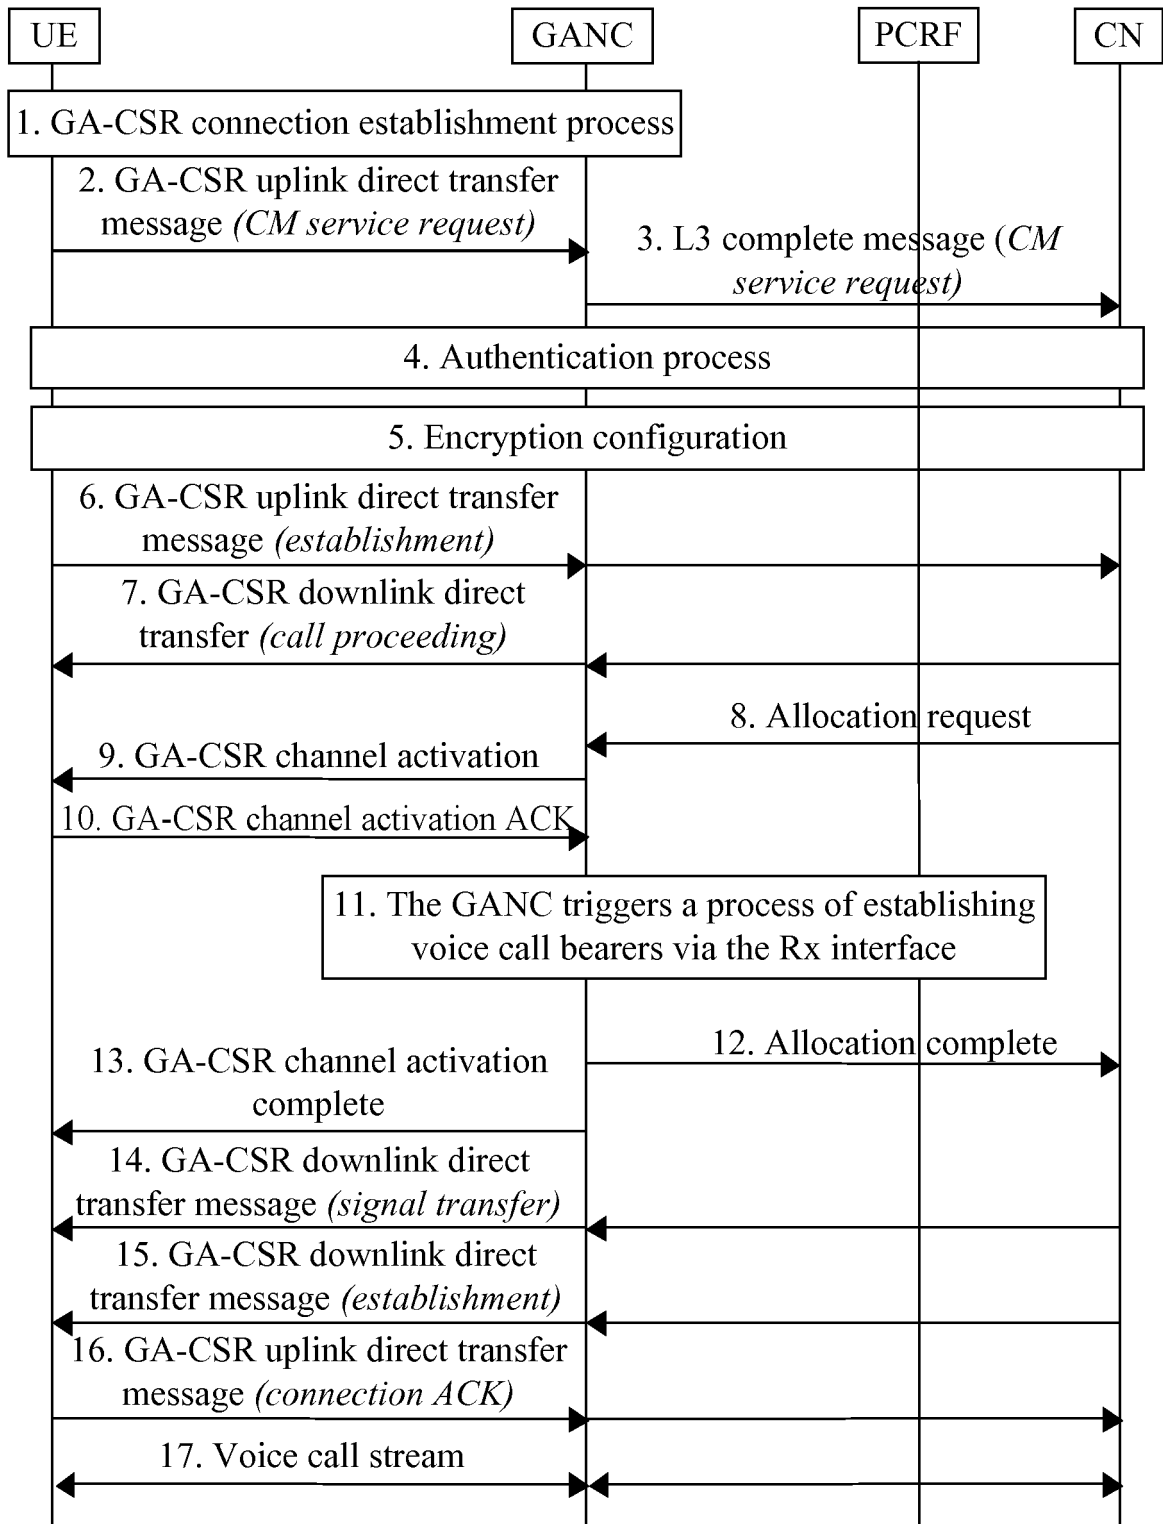 UE
GANC
PCRF
CN
1. GA-CSR connection establishment process
2. GA-CSR uplink direct transfer
message (CM service request)
3. L3 complete message (CM
service request)
4. Authentication process
5. Encryption configuration
6. GA-CSR uplink direct transfer
message (establishment)
7. GA-CSR downlink direct
transfer (call proceeding)
8. Allocation request
9. GA-CSR channel activation
10. GA-CSR channel activation ACK
11. The GANC triggers a process of establishing
voice call bearers via the Rx interface
12. Allocation complete
13. GA-CSR channel activation
complete
14. GA-CSR downlink direct
transfer message (signal transfer)
15. GA-CSR downlink direct
transfer message (establishment)
16. GA-CSR uplink direct transfer
message (connection ACK)
17. Voice call stream